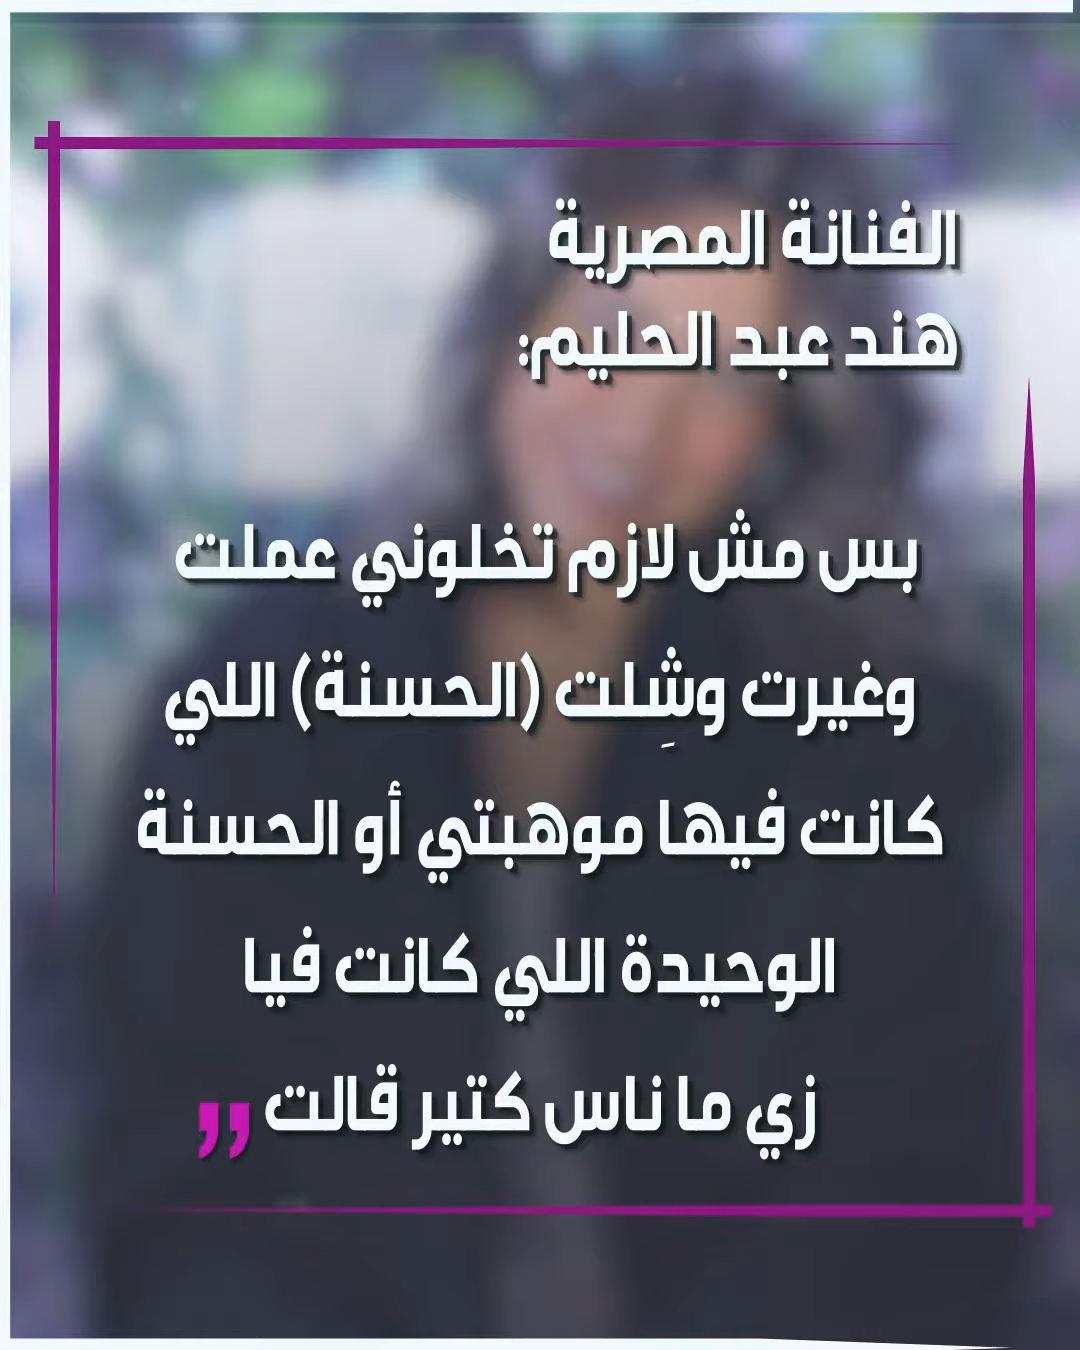 الفنانة المصرية
هند عبد الحليم:
بس مش لازم تخلوني عملت
وغيرت وشِلت (الحسنة) اللي
كانت فيها موهبتي أو الحسنة
الوحيدة اللي كانت فيا
زي ما ناس كتير قالت ”